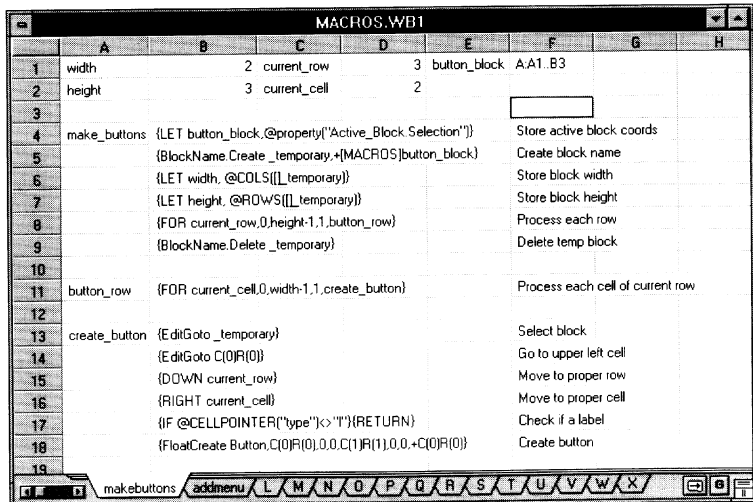 MACROS.WB1
A B C D E F G H
1 width 2 current_row 3 button_block A:A1..B3
2 height 3 current_cell 2
3
4 make_buttons {LET button_block,@property("Active_Block.Selection")} Store active block coords
5 {BlockName.Create _temporary,+[MACROS]button_block} Create block name
6 {LET width, @COLS([]_temporary)} Store block width
7 {LET height, @ROWS([]_temporary)} Store block height
8 {FOR current_row,0,height-1,1,button_row} Process each row
9 {BlockName.Delete _temporary} Delete temp block
10
11 button_row {FOR current_cell,0,width-1,1,create_button} Process each cell of current row
12
13 create_button {EditGoto _temporary} Select block
14 {EditGoto C(0)R(0)} Go to upper left cell
15 {DOWN current_row} Move to proper row
16 {RIGHT current_cell} Move to proper cell
17 {IF @CELLPOINTER("type")<>"l"}{RETURN} Check if a label
18 {FloatCreate Button,C(0)R(0),0,0,C(1)R(1),0,0,+C(0)R(0)} Create button
19
makebuttons addmenu L M N O P Q R S T U V W X G